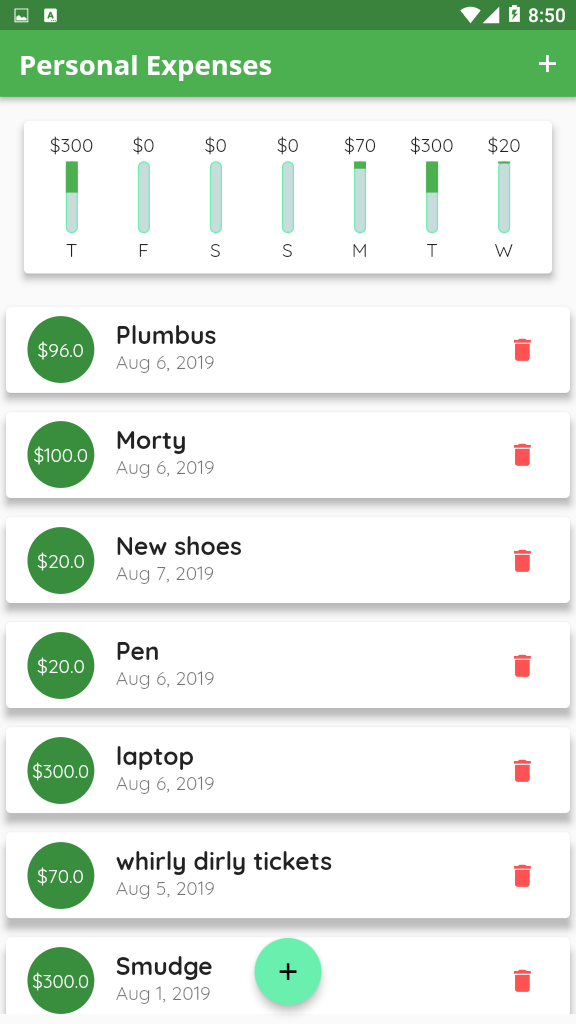 8:50
Personal Expenses
+
$300 $0 $0 $0 $70 $300 $20
T F S S M T W
$96.0
Plumbus
Aug 6, 2019
$100.0
Morty
Aug 6, 2019
$20.0
New shoes
Aug 7, 2019
$20.0
Pen
Aug 6, 2019
$300.0
laptop
Aug 6, 2019
$70.0
whirly dirly tickets
Aug 5, 2019
$300.0
Smudge
Aug 1, 2019
+